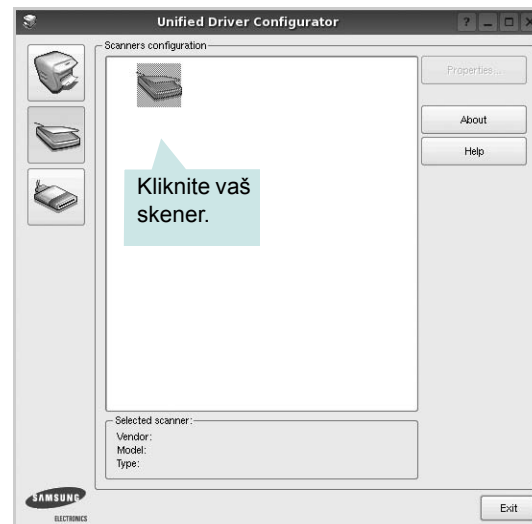 Unified Driver Configurator
Scanners configuration
Properties...
About
Help
Kliknite vaš
skener.
Selected scanner:
Vendor:
Model:
Type:
SAMSUNG
ELECTRONICS
Exit